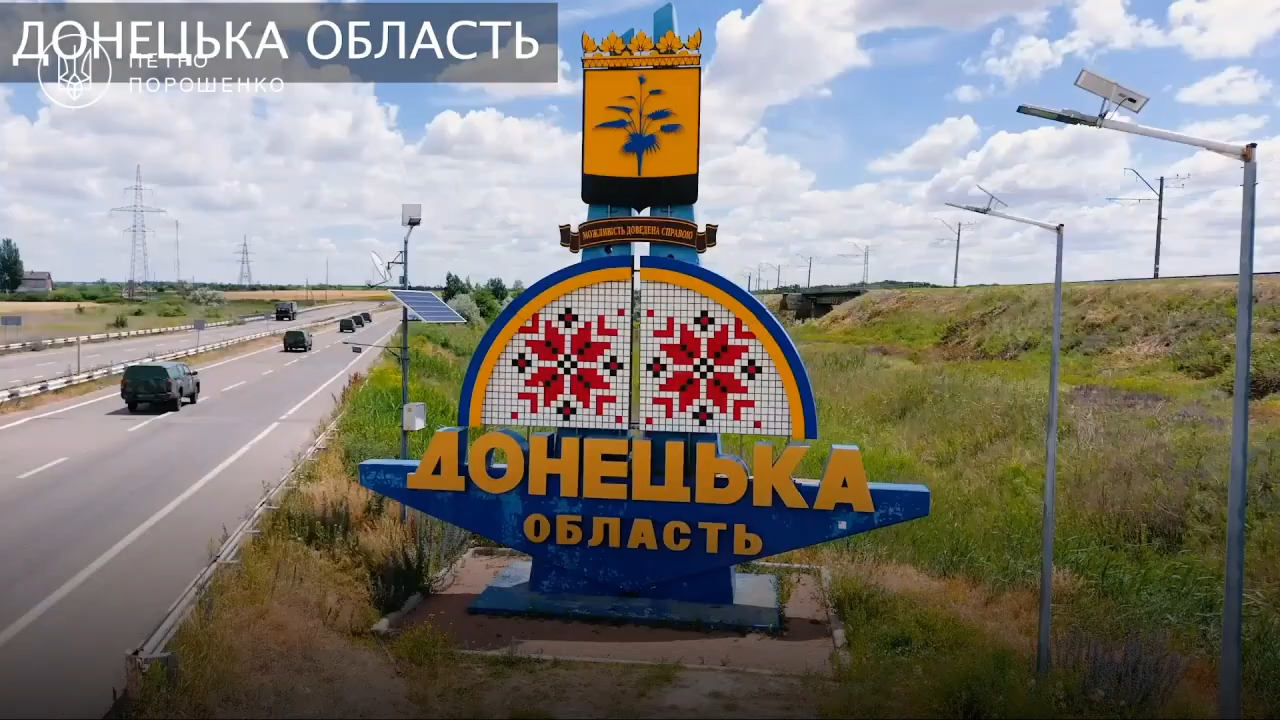 ДОНЕЦЬКА ОБЛАСТЬ
ПЕТРО
ПОРОШЕНКО
МОЖЛИВІСТЬ ДОВЕДЕНА СПРАВОЮ
ДОНЕЦЬКА
ОБЛАСТЬ